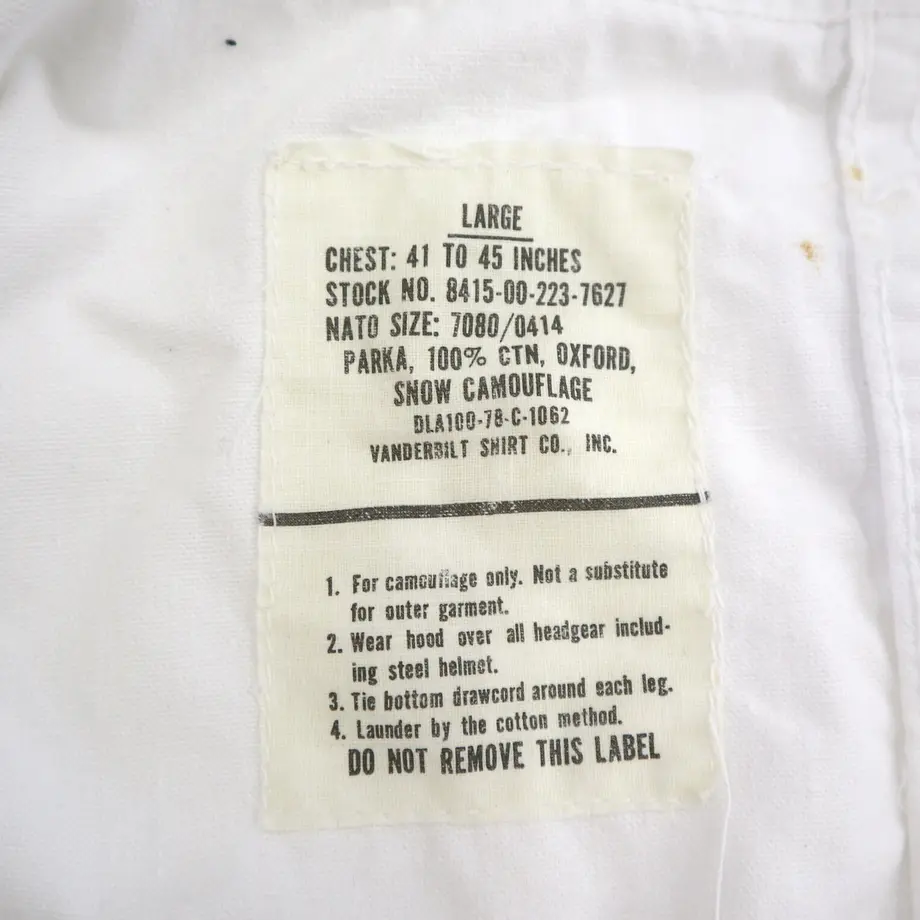 LARGE
CHEST: 41 TO 45 INCHES
STOCK NO. 8415-00-223-7627
NATO SIZE: 7080/0414
PARKA, 100% CTN, OXFORD,
SNOW CAMOUFLAGE
DLA100-78-C-1062
VANDERBILT SHIRT CO., INC.
1. For camouflage only. Not a substitute
for outer garment.
2. Wear hood over all headgear includ-
ing steel helmet.
3. Tie bottom drawcord around each leg.
4. Launder by the cotton method.
DO NOT REMOVE THIS LABEL